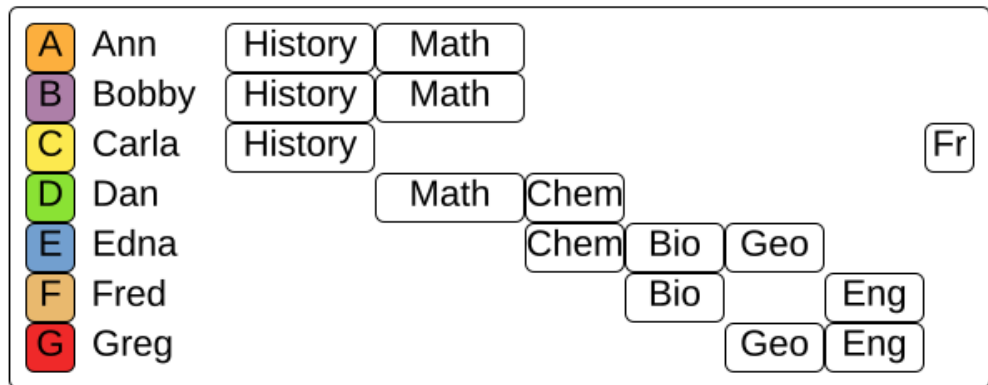 A Ann History Math
B Bobby History Math
C Carla History Fr
D Dan Math Chem
E Edna Chem Bio Geo
F Fred Bio Eng
G Greg Geo Eng